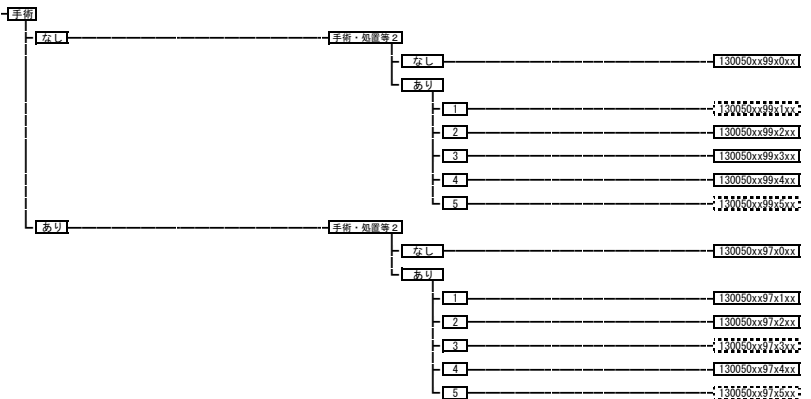 手術
なし 手術・処置等2
なし 130050xx99x0xx
あり
1 130050xx99x1xx
2 130050xx99x2xx
3 130050xx99x3xx
4 130050xx99x4xx
5 130050xx99x5xx
あり 手術・処置等2
なし 130050xx97x0xx
あり
1 130050xx97x1xx
2 130050xx97x2xx
3 130050xx97x3xx
4 130050xx97x4xx
5 130050xx97x5xx